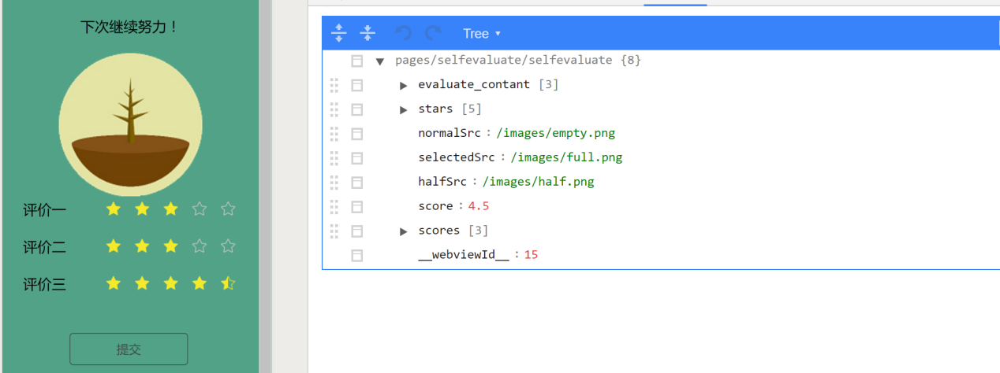 下次继续努力！
评价一
评价二
评价三
提交
Tree
pages/selfevaluate/selfevaluate {8}
evaluate_contant [3]
stars [5]
normalSrc : /images/empty.png
selectedSrc : /images/full.png
halfSrc : /images/half.png
score : 4.5
scores [3]
__webviewId__ : 15